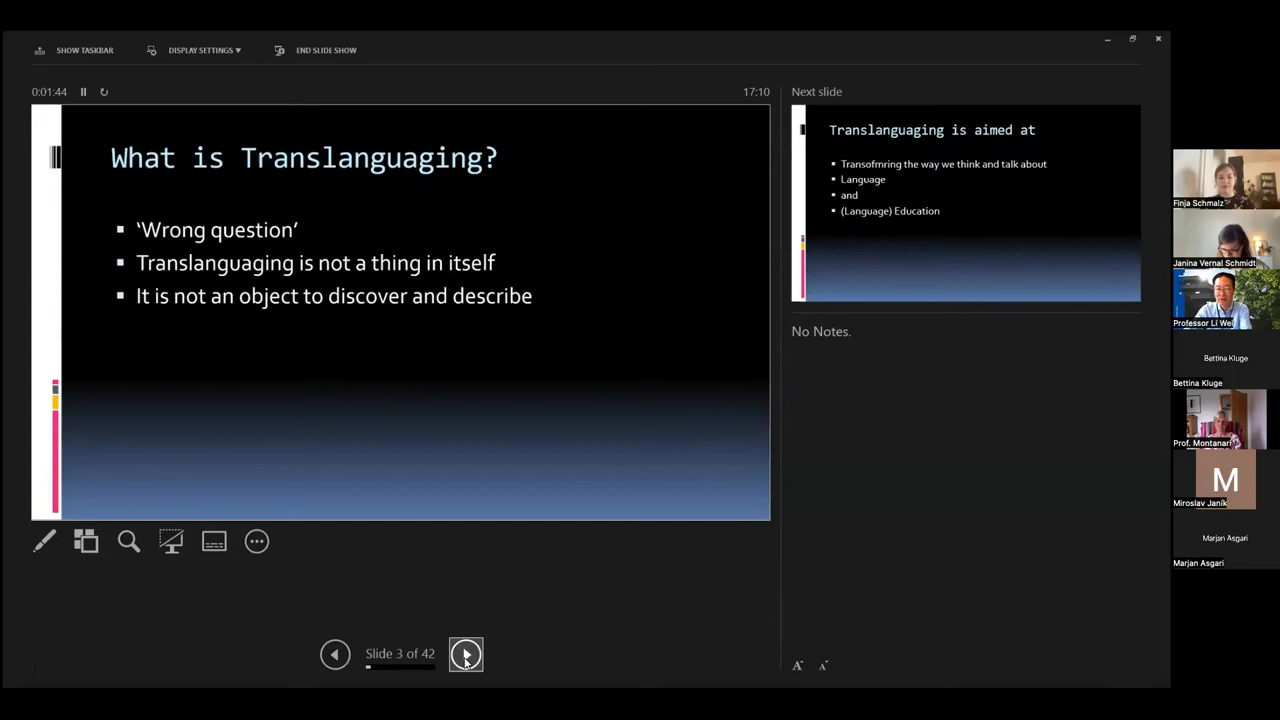 SHOW TASKBAR
DISPLAY SETTINGS ▾
END SLIDE SHOW
0:01:44
17:10
What is Translanguaging?
‘Wrong question’
Translanguaging is not a thing in itself
It is not an object to discover and describe
Next slide
Translanguaging is aimed at
Transofmring the way we think and talk about
Language
and
(Language) Education
No Notes.
Slide 3 of 42
A
A
Finja Schmalz
Janina Vernal Schmidt
Professor Li Wei
Bettina Kluge
Bettina Kluge
Prof. Montanari
M
Miroslav Janík
Marjan Asgari
Marjan Asgari